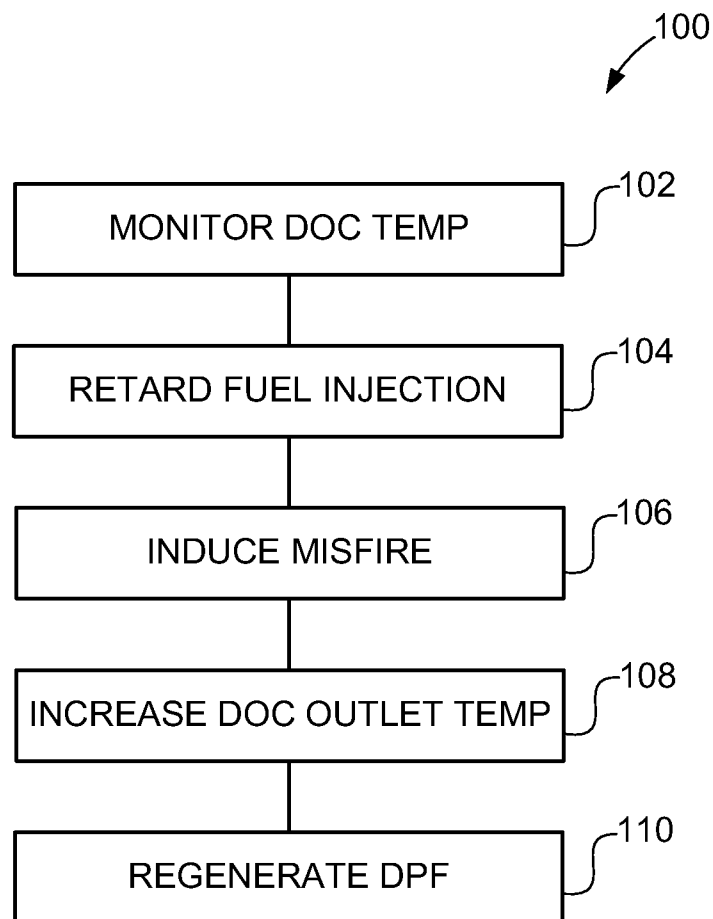 100
MONITOR DOC TEMP
102
RETARD FUEL INJECTION
104
INDUCE MISFIRE
106
INCREASE DOC OUTLET TEMP
108
REGENERATE DPF
110